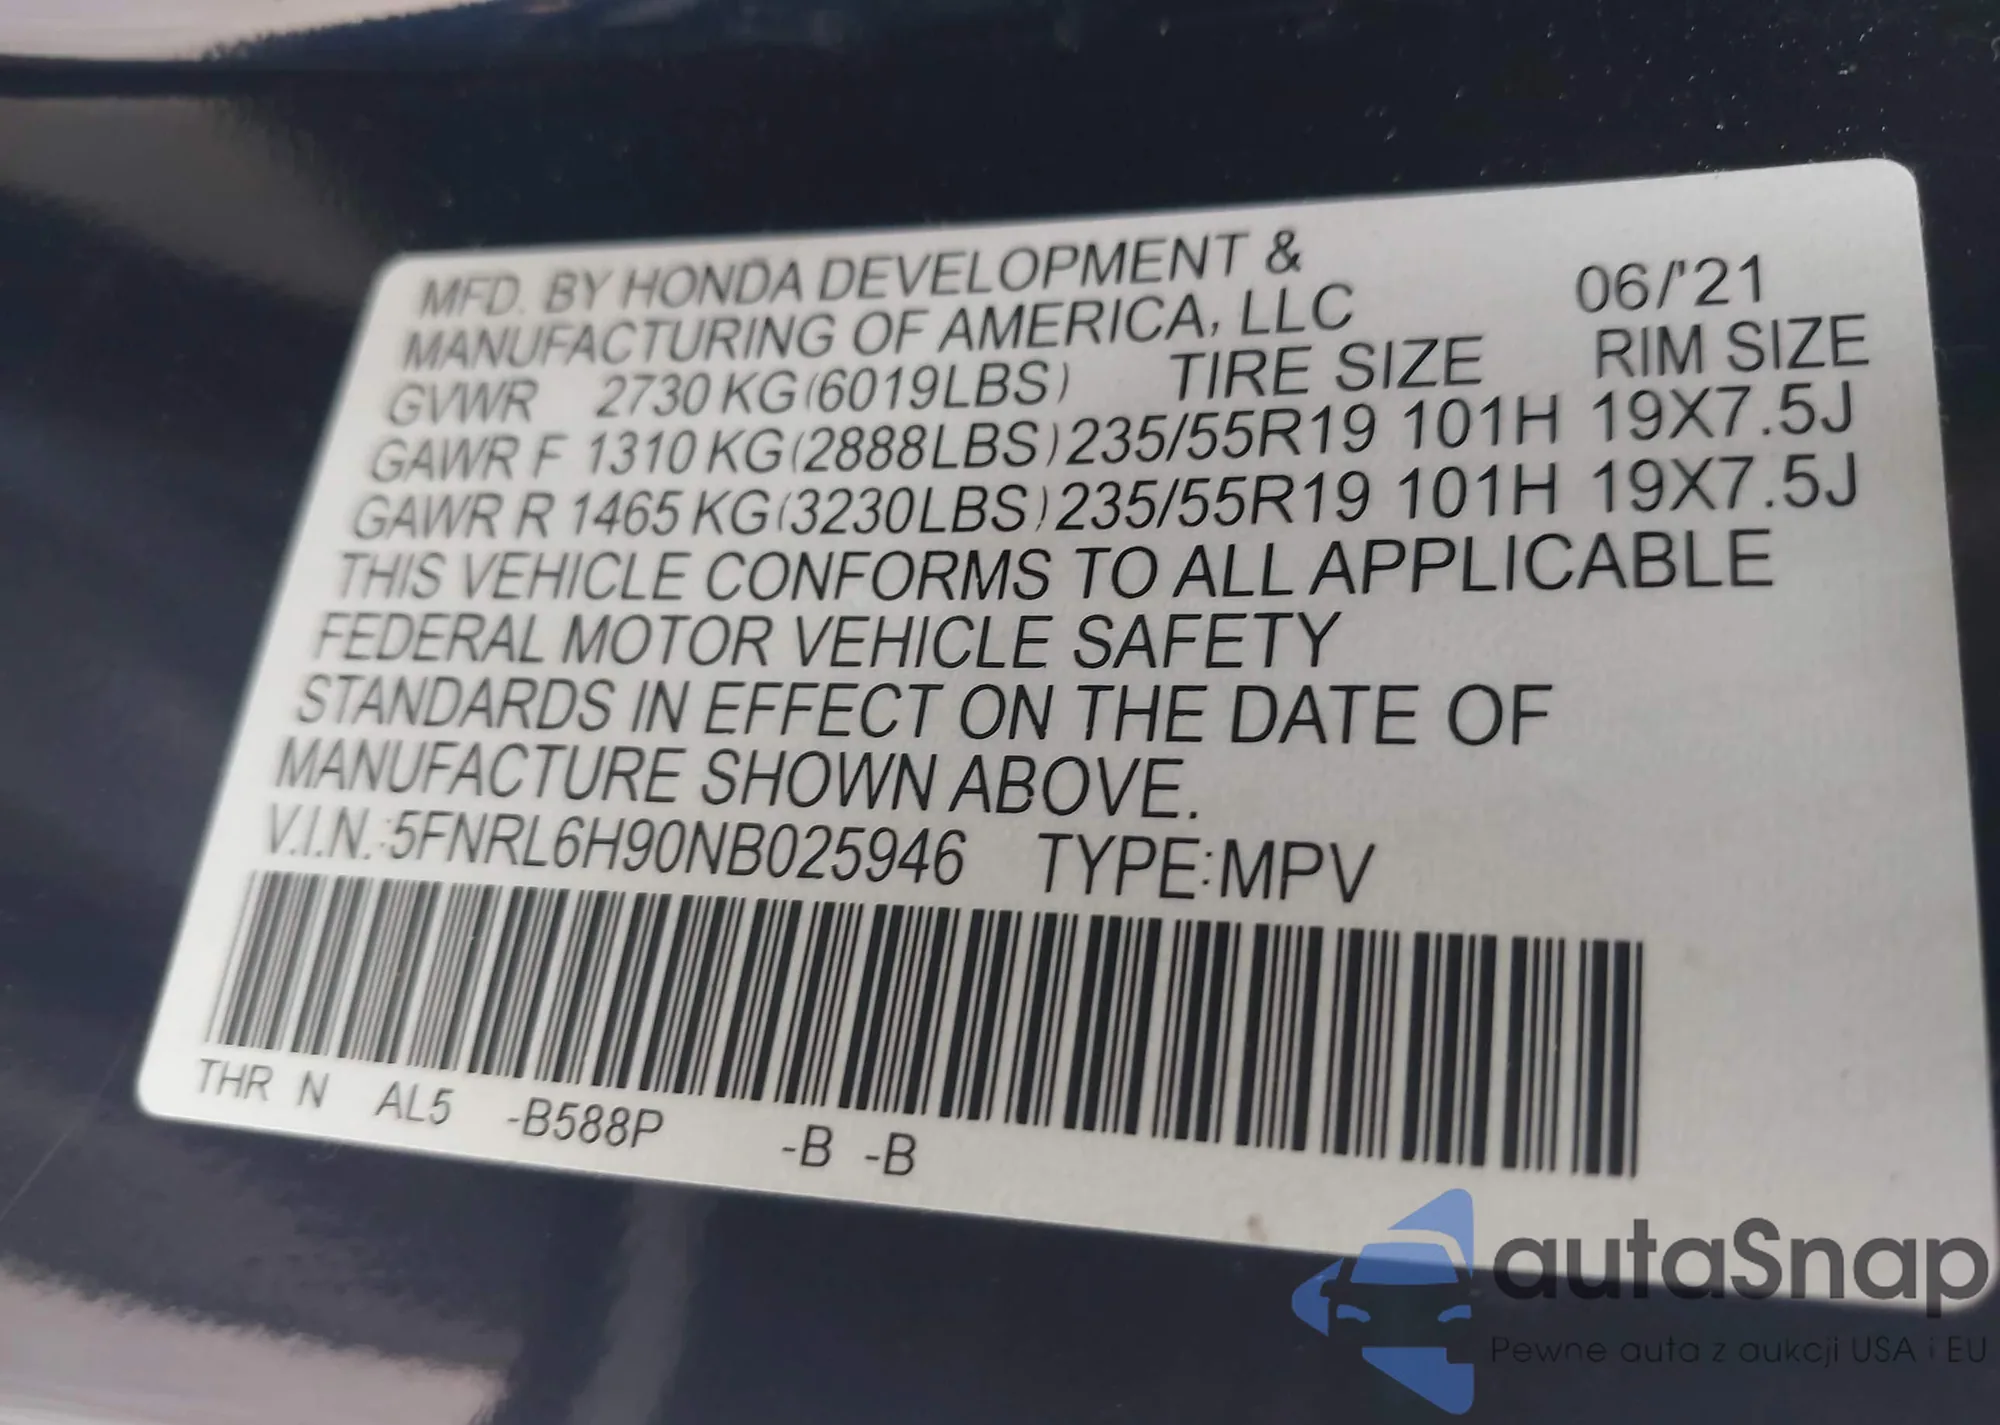 MFD. BY HONDA DEVELOPMENT &
MANUFACTURING OF AMERICA, LLC 06/'21
GVWR 2730 KG(6019LBS) TIRE SIZE RIM SIZE
GAWR F 1310 KG(2888LBS) 235/55R19 101H 19X7.5J
GAWR R 1465 KG(3230LBS) 235/55R19 101H 19X7.5J
THIS VEHICLE CONFORMS TO ALL APPLICABLE
FEDERAL MOTOR VEHICLE SAFETY
STANDARDS IN EFFECT ON THE DATE OF
MANUFACTURE SHOWN ABOVE.
V.I.N.:5FNRL6H90NB025946 TYPE:MPV
THR N AL5 -B588P -B -B
autaSnap
Pewne auta z aukcji USA i EU